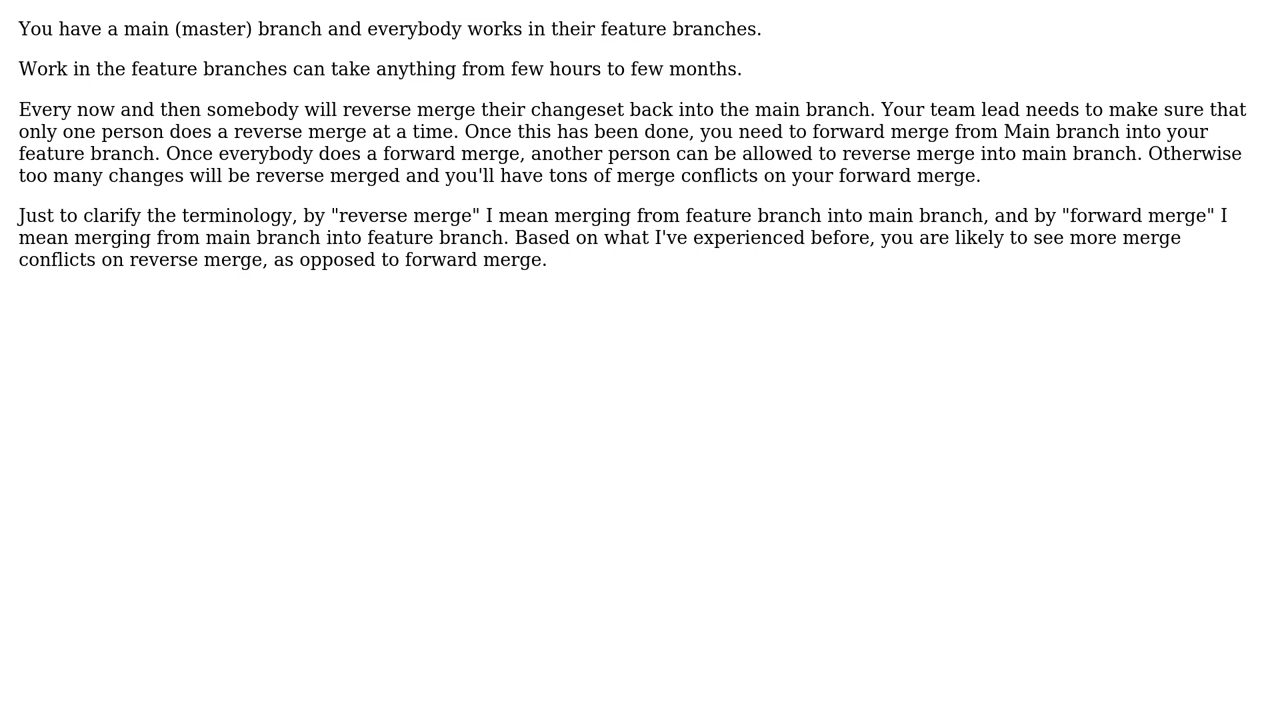 You have a main (master) branch and everybody works in their feature branches.
Work in the feature branches can take anything from few hours to few months.
Every now and then somebody will reverse merge their changeset back into the main branch. Your team lead needs to make sure that
only one person does a reverse merge at a time. Once this has been done, you need to forward merge from Main branch into your
feature branch. Once everybody does a forward merge, another person can be allowed to reverse merge into main branch. Otherwise
too many changes will be reverse merged and you'll have tons of merge conflicts on your forward merge.
Just to clarify the terminology, by "reverse merge" I mean merging from feature branch into main branch, and by "forward merge" I
mean merging from main branch into feature branch. Based on what I've experienced before, you are likely to see more merge
conflicts on reverse merge, as opposed to forward merge.